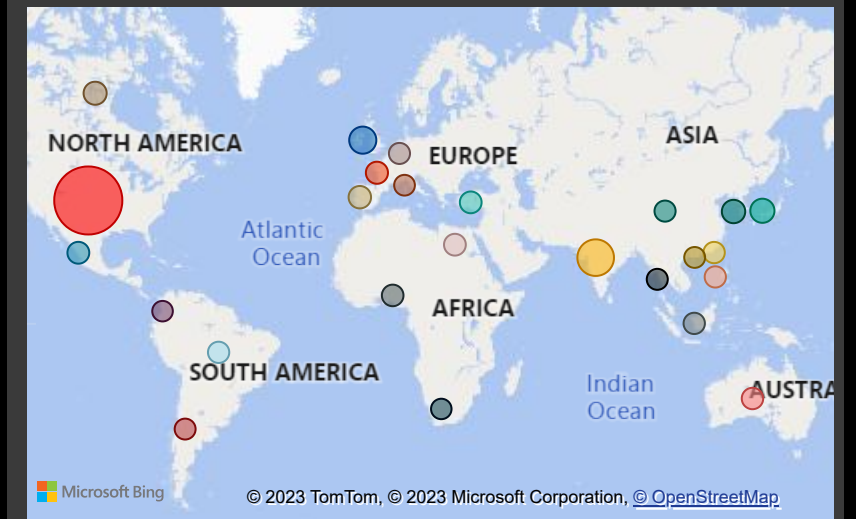 NORTH AMERICA
EUROPE
ASIA
Atlantic
Ocean
AFRICA
SOUTH AMERICA
Indian
Ocean
AUSTRA
Microsoft Bing
© 2023 TomTom, © 2023 Microsoft Corporation, © OpenStreetMap